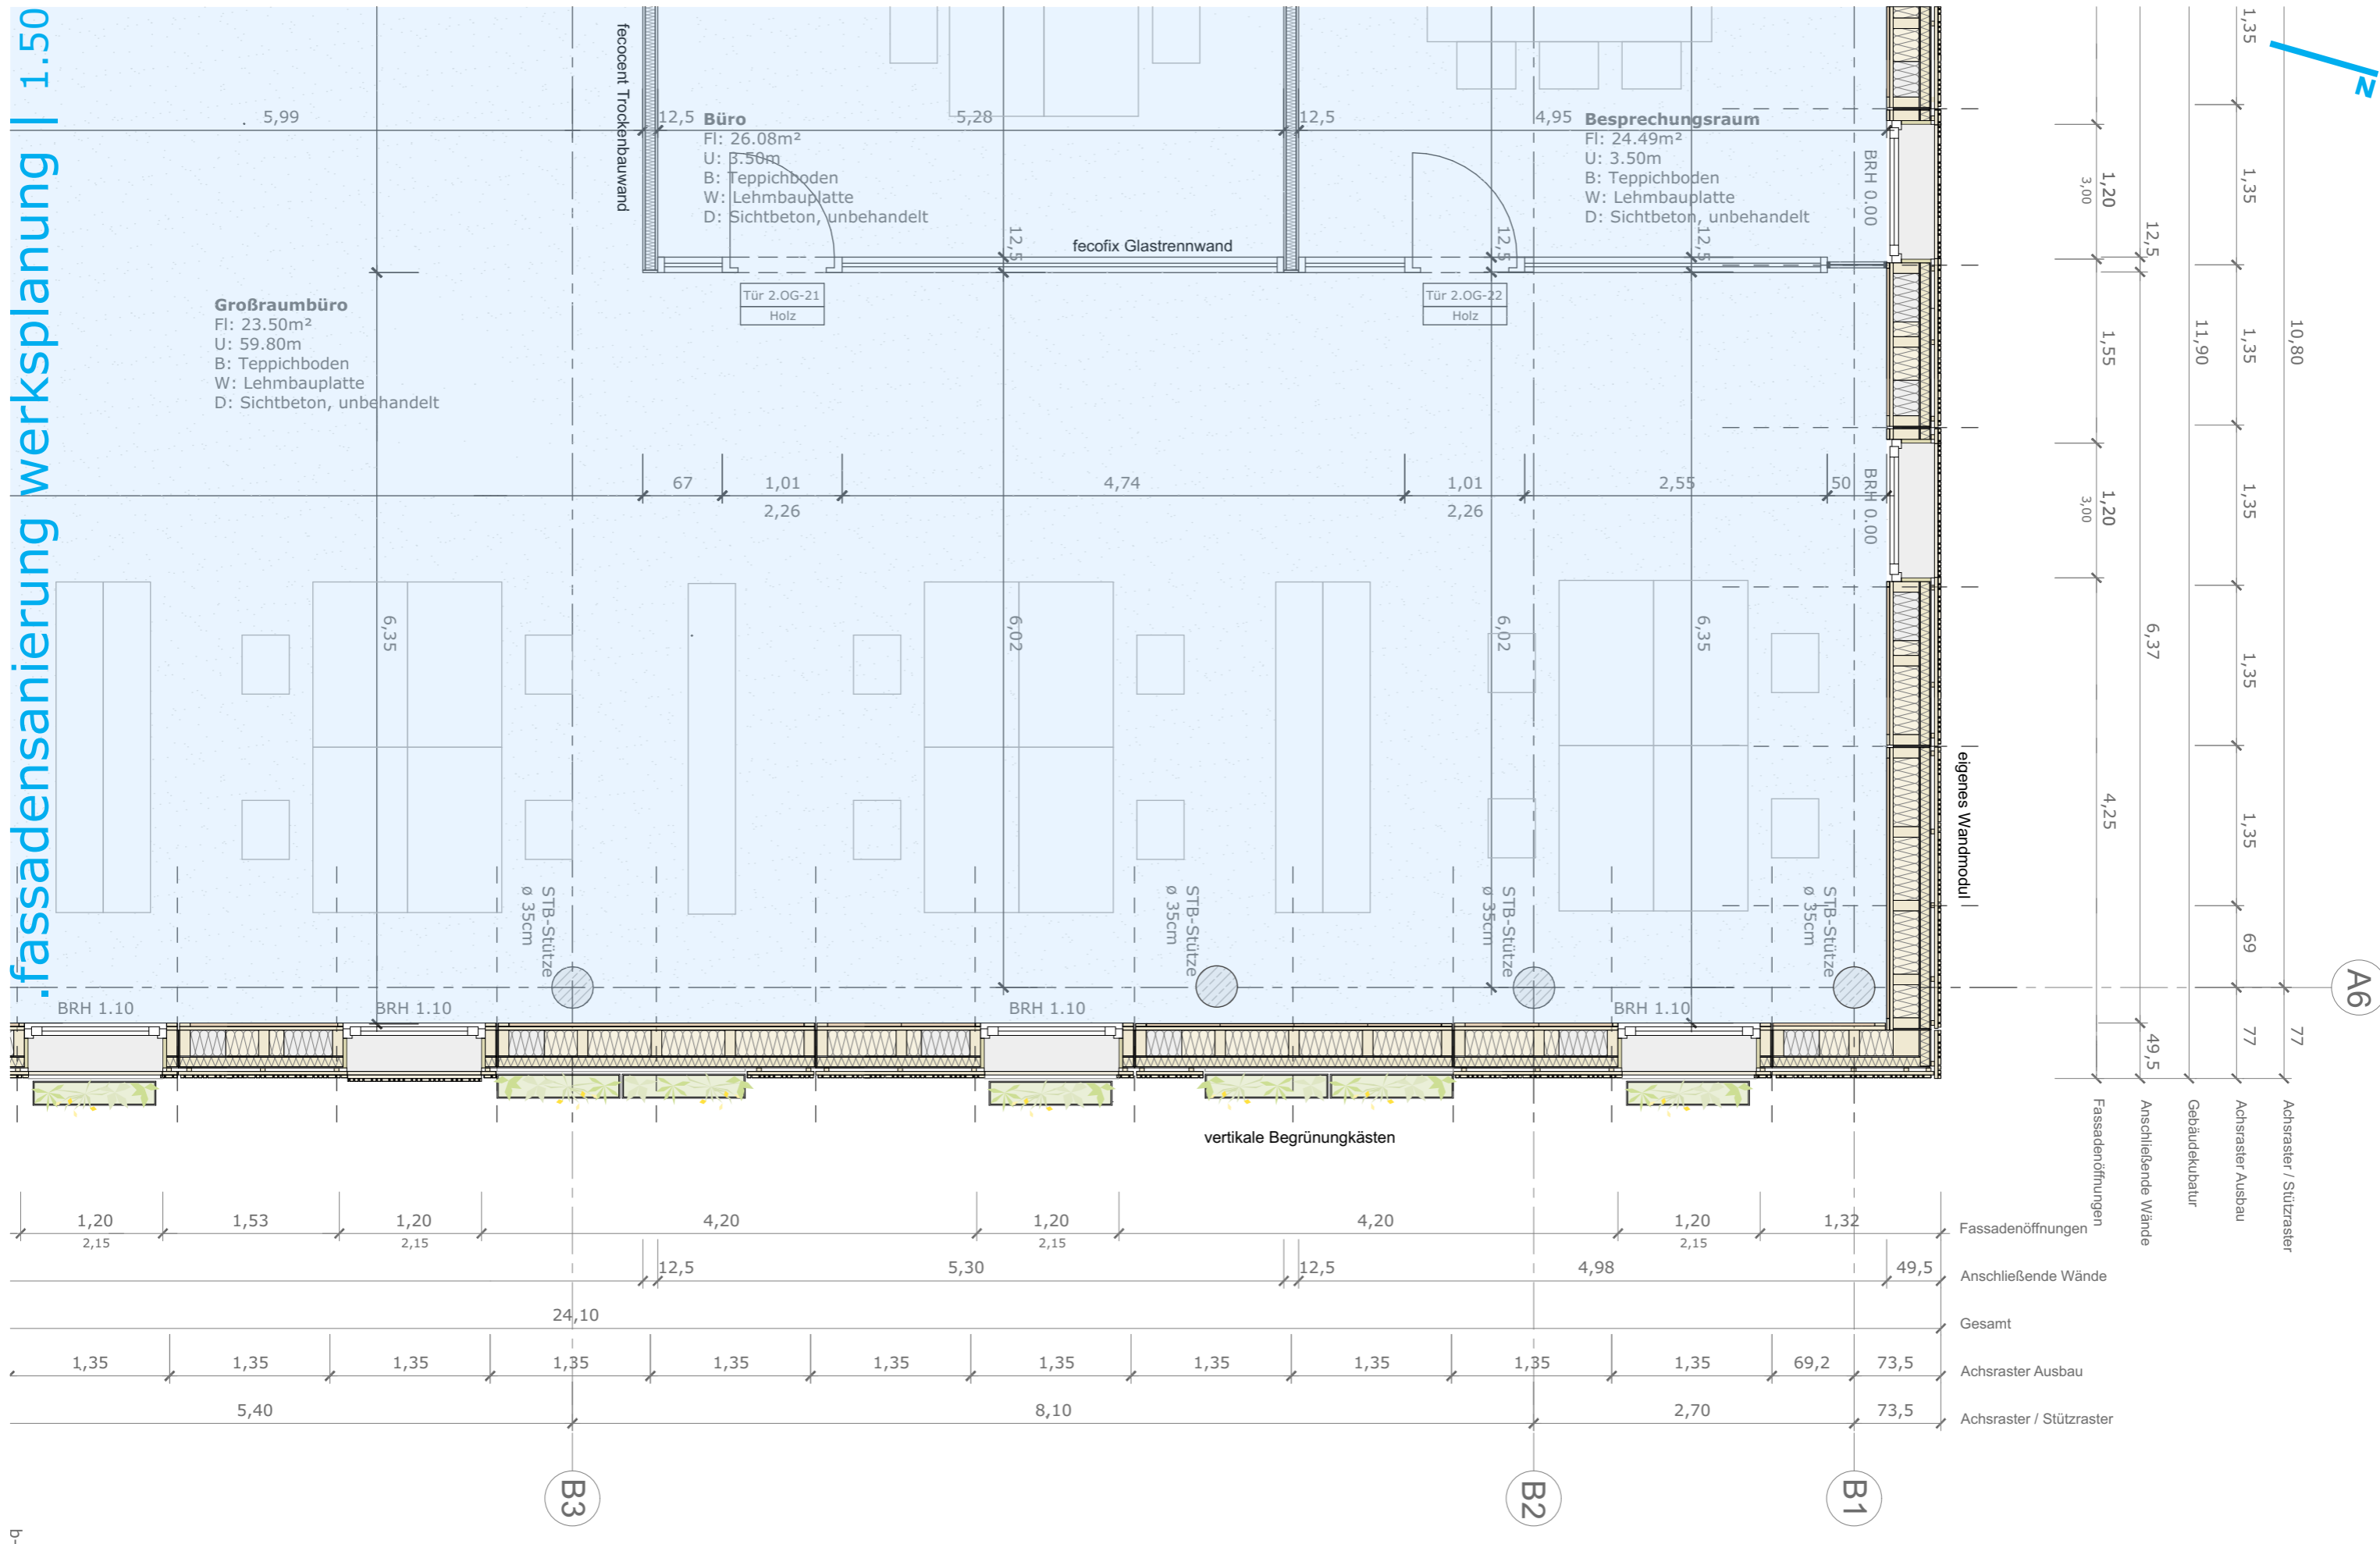 .fassadensanierung werksplanung | 1.50
5,99
fecocent Trockenbauwand
12,5
Büro
Fl: 26.08m²
U: 3.50m
B: Teppichboden
W: Lehmbauplatte
D: Sichtbeton, unbehandelt
5,28
12,5
4,95
Besprechungsraum
Fl: 24.49m²
U: 3.50m
B: Teppichboden
W: Lehmbauplatte
D: Sichtbeton, unbehandelt
BRH 0.00
12,5
fecofix Glastrennwand
12,5
12,5
Tür 2.OG-21
Holz
Tür 2.OG-22
Holz
Großraumbüro
Fl: 23.50m²
U: 59.80m
B: Teppichboden
W: Lehmbauplatte
D: Sichtbeton, unbehandelt
67
1,01
2,26
4,74
1,01
2,26
2,55
50
BRH 0.00
6,35
6,02
6,02
6,35
STB-Stütze
ø 35cm
STB-Stütze
ø 35cm
STB-Stütze
ø 35cm
STB-Stütze
ø 35cm
BRH 1.10
BRH 1.10
BRH 1.10
BRH 1.10
eigenes Wandmodul
vertikale Begrünungkästen
N
1,20
3,00
1,55
1,20
3,00
4,25
Fassadenöffnungen
12,5
6,37
49,5
Anschließende Wände
11,90
Gebäudekubatur
1,35
1,35
1,35
1,35
1,35
1,35
69
77
Achsraster Ausbau
10,80
77
Achsraster / Stützraster
A6
1,20
2,15
1,53
1,20
2,15
4,20
1,20
2,15
4,20
1,20
2,15
1,32
Fassadenöffnungen
12,5
5,30
12,5
4,98
49,5
Anschließende Wände
24,10
Gesamt
1,35
1,35
1,35
1,35
1,35
1,35
1,35
1,35
1,35
1,35
1,35
69,2
73,5
Achsraster Ausbau
5,40
8,10
2,70
73,5
Achsraster / Stützraster
B3
B2
B1